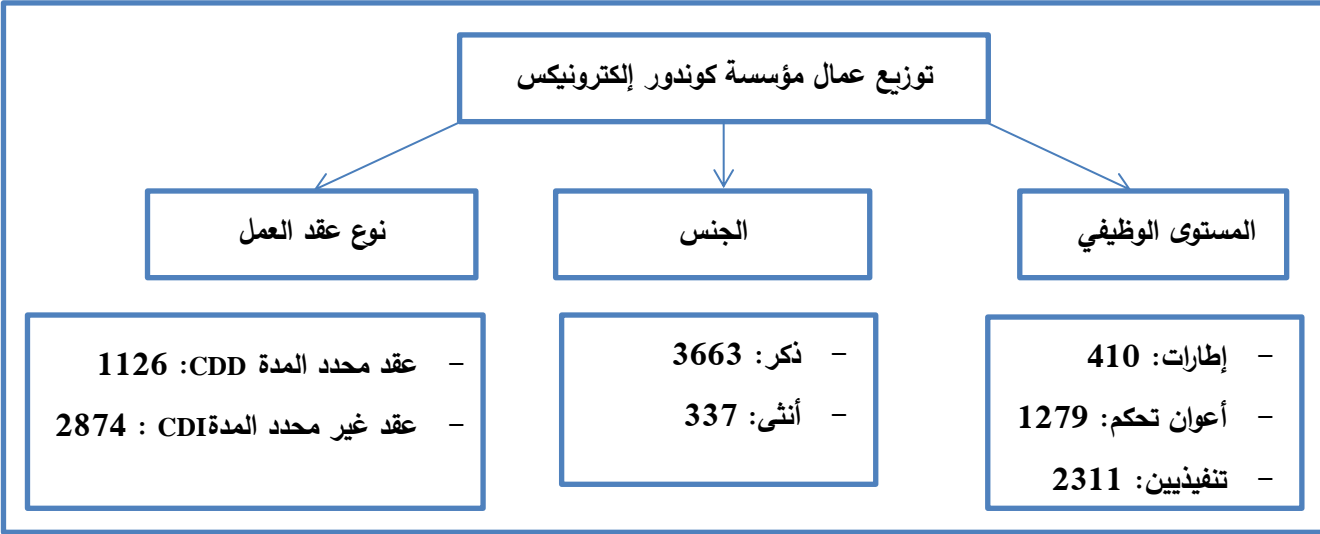 توزيع عمال مؤسسة كوندور إلكترونيكس
المستوى الوظيفي
الجنس
نوع عقد العمل
- إطارات: 410
- أعوان تحكم: 1279
- تنفيذيين: 2311
- ذكر: 3663
- أنثى: 337
- عقد محدد المدة CDD: 1126
- عقد غير محدد المدةCDI : 2874